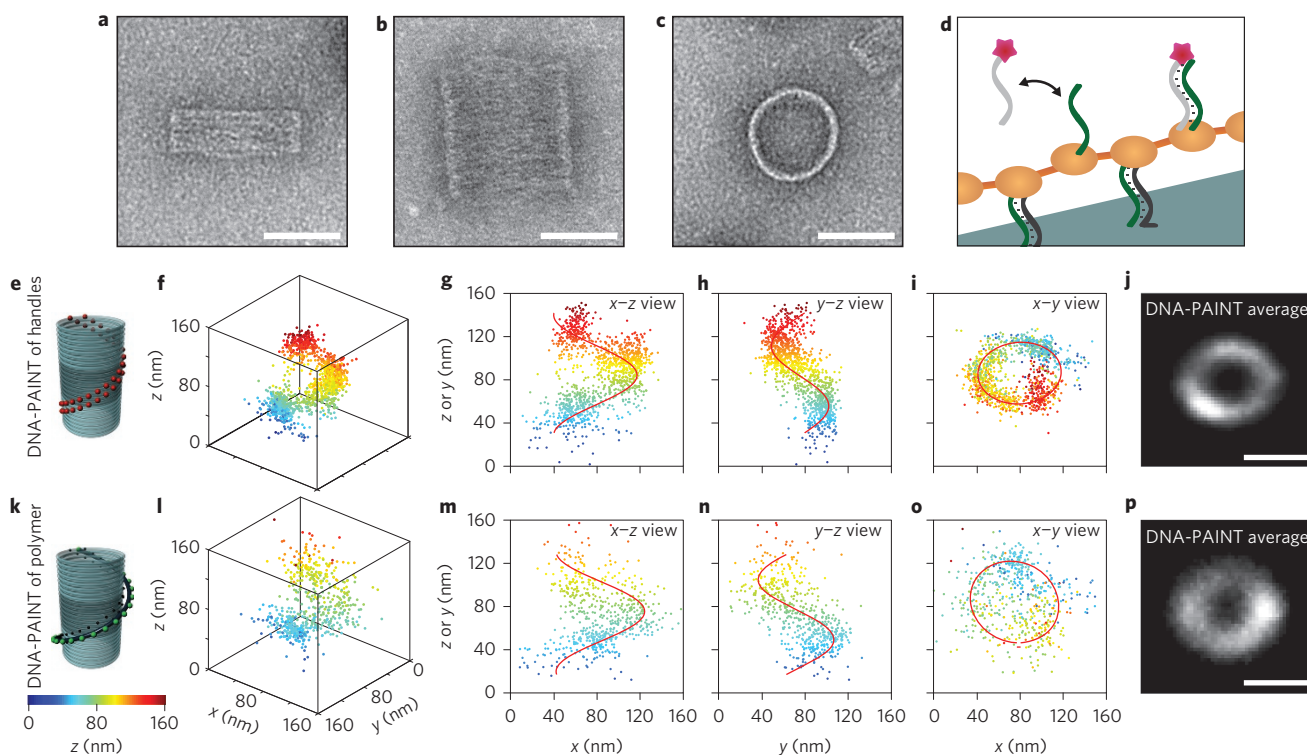 a
b
c
d
e
f
g
h
i
j
DNA-PAINT of handles
160
80
0
z (nm)
160
120
80
40
0
z or y (nm)
x–z view
y–z view
x–y view
DNA-PAINT average
k
l
m
n
o
p
DNA-PAINT of polymer
160
80
0
z (nm)
80
160
x (nm)
160
80
0
y (nm)
160
120
80
40
0
z or y (nm)
x–z view
y–z view
x–y view
DNA-PAINT average
0 40 80 120 160
x (nm)
0 40 80 120 160
y (nm)
0 40 80 120 160
x (nm)
0 80 160
z (nm)